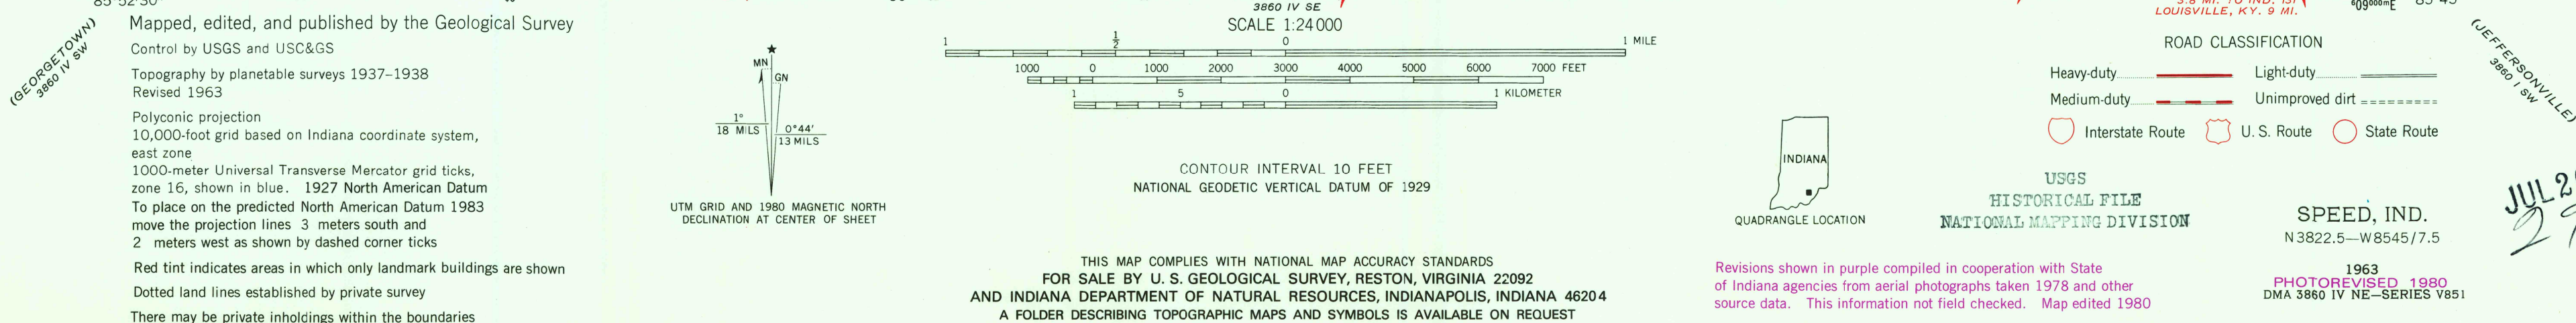 Mapped, edited, and published by the Geological Survey
Control by USGS and USC&GS
Topography by planetable surveys 1937–1938
Revised 1963
Polyconic projection
10,000-foot grid based on Indiana coordinate system,
east zone
1000-meter Universal Transverse Mercator grid ticks,
zone 16, shown in blue. 1927 North American Datum
To place on the predicted North American Datum 1983
move the projection lines 3 meters south and
2 meters west as shown by dashed corner ticks
Red tint indicates areas in which only landmark buildings are shown
Dotted land lines established by private survey
There may be private inholdings within the boundaries
(GEORGETOWN)
3860 IV SW
★
MN
GN
1°
18 MILS
0°44′
13 MILS
UTM GRID AND 1980 MAGNETIC NORTH
DECLINATION AT CENTER OF SHEET
3860 IV SE
SCALE 1:24 000
1 ½ 0 1 MILE
1000 0 1000 2000 3000 4000 5000 6000 7000 FEET
1 5 0 1 KILOMETER
CONTOUR INTERVAL 10 FEET
NATIONAL GEODETIC VERTICAL DATUM OF 1929
THIS MAP COMPLIES WITH NATIONAL MAP ACCURACY STANDARDS
FOR SALE BY U. S. GEOLOGICAL SURVEY, RESTON, VIRGINIA 22092
AND INDIANA DEPARTMENT OF NATURAL RESOURCES, INDIANAPOLIS, INDIANA 46204
A FOLDER DESCRIBING TOPOGRAPHIC MAPS AND SYMBOLS IS AVAILABLE ON REQUEST
INDIANA
QUADRANGLE LOCATION
LOUISVILLE, KY. 9 MI.
609000mE
ROAD CLASSIFICATION
Heavy-duty Light-duty
Medium-duty Unimproved dirt
Interstate Route U. S. Route State Route
(JEFFERSONVILLE)
3860 I SW
USGS
HISTORICAL FILE
NATIONAL MAPPING DIVISION
Revisions shown in purple compiled in cooperation with State
of Indiana agencies from aerial photographs taken 1978 and other
source data. This information not field checked. Map edited 1980
SPEED, IND.
N3822.5—W8545/7.5
1963
PHOTOREVISED 1980
DMA 3860 IV NE—SERIES V851
JUL 2